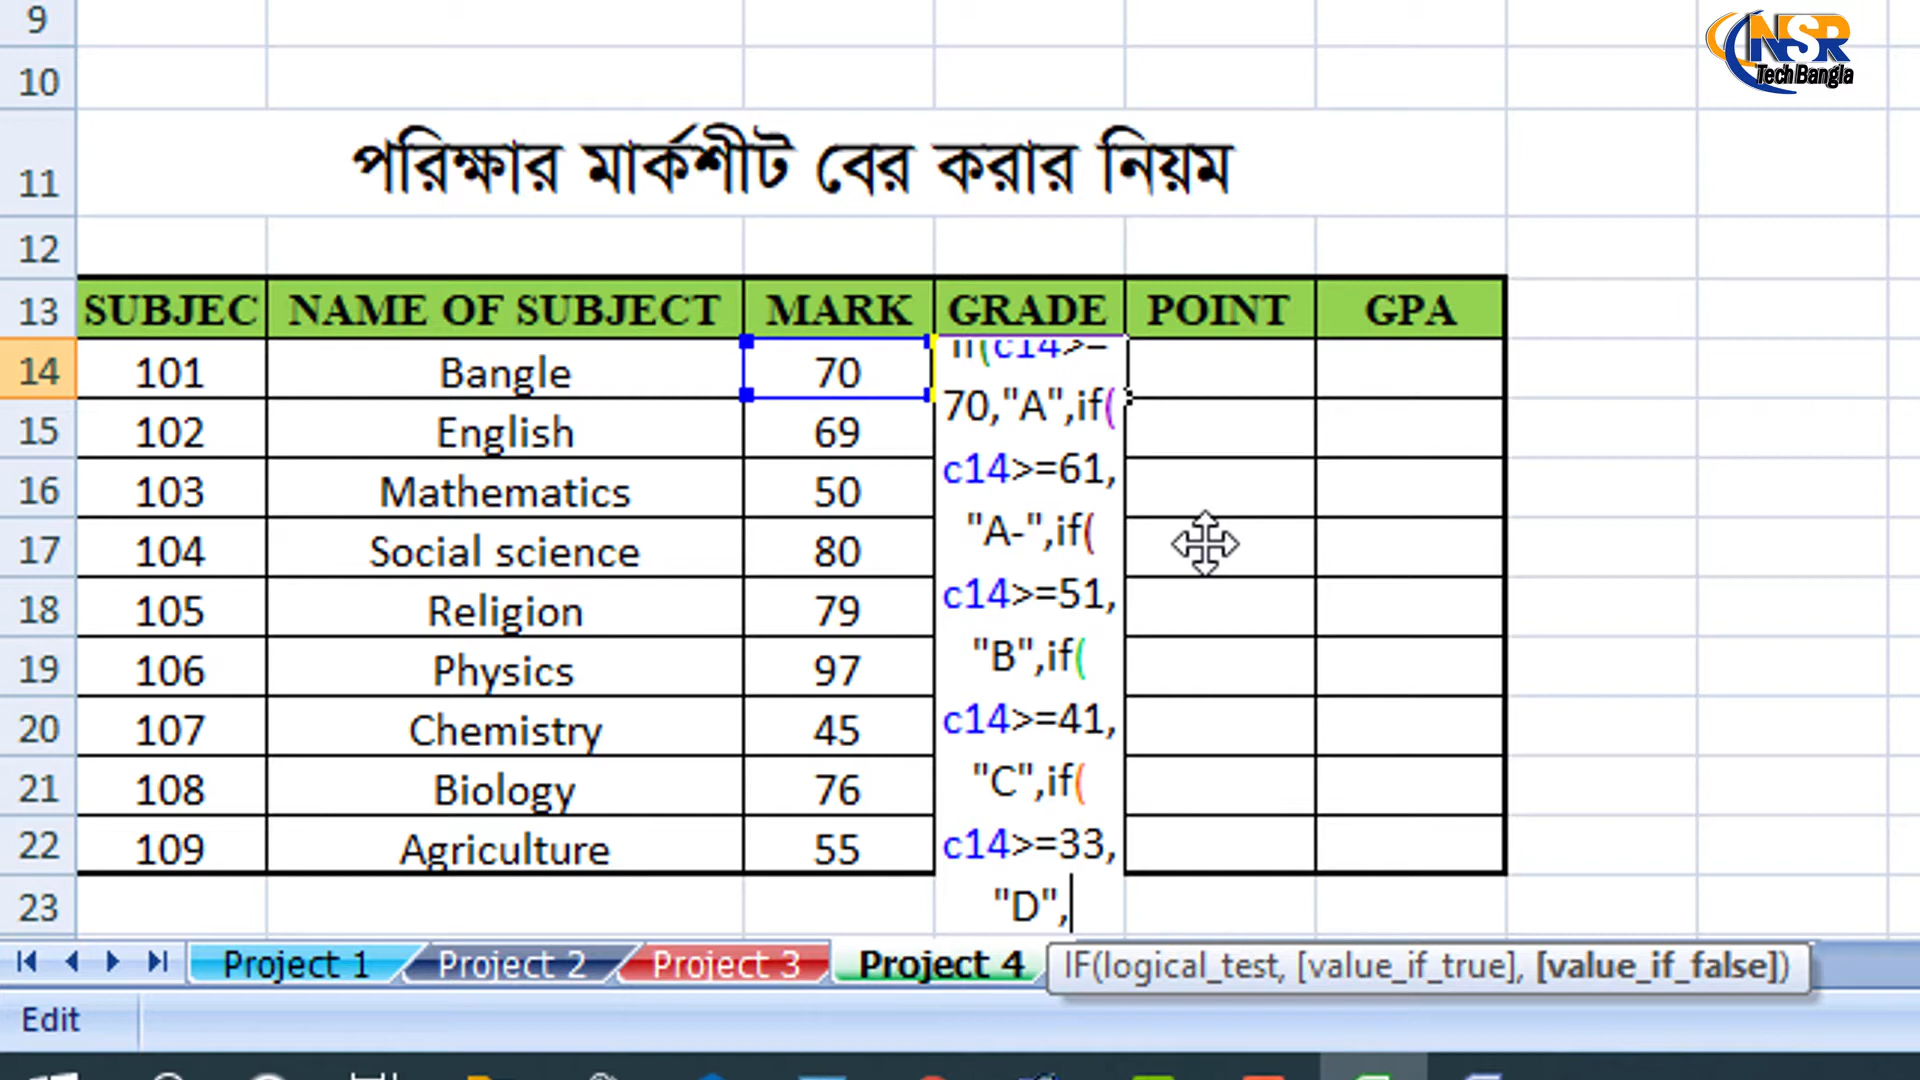 NSR
Tech Bangla
9
10
11 পরিক্ষার মার্কশীট বের করার নিয়ম
12
13 SUBJEC NAME OF SUBJECT MARK GRADE POINT GPA
14 101 Bangle 70
15 102 English 69
16 103 Mathematics 50
17 104 Social science 80
18 105 Religion 79
19 106 Physics 97
20 107 Chemistry 45
21 108 Biology 76
22 109 Agriculture 55
23
if(c14>=
70,"A",if(
c14>=61,
"A-",if(
c14>=51,
"B",if(
c14>=41,
"C",if(
c14>=33,
"D",
Project 1 Project 2 Project 3 Project 4
IF(logical_test, [value_if_true], [value_if_false])
Edit